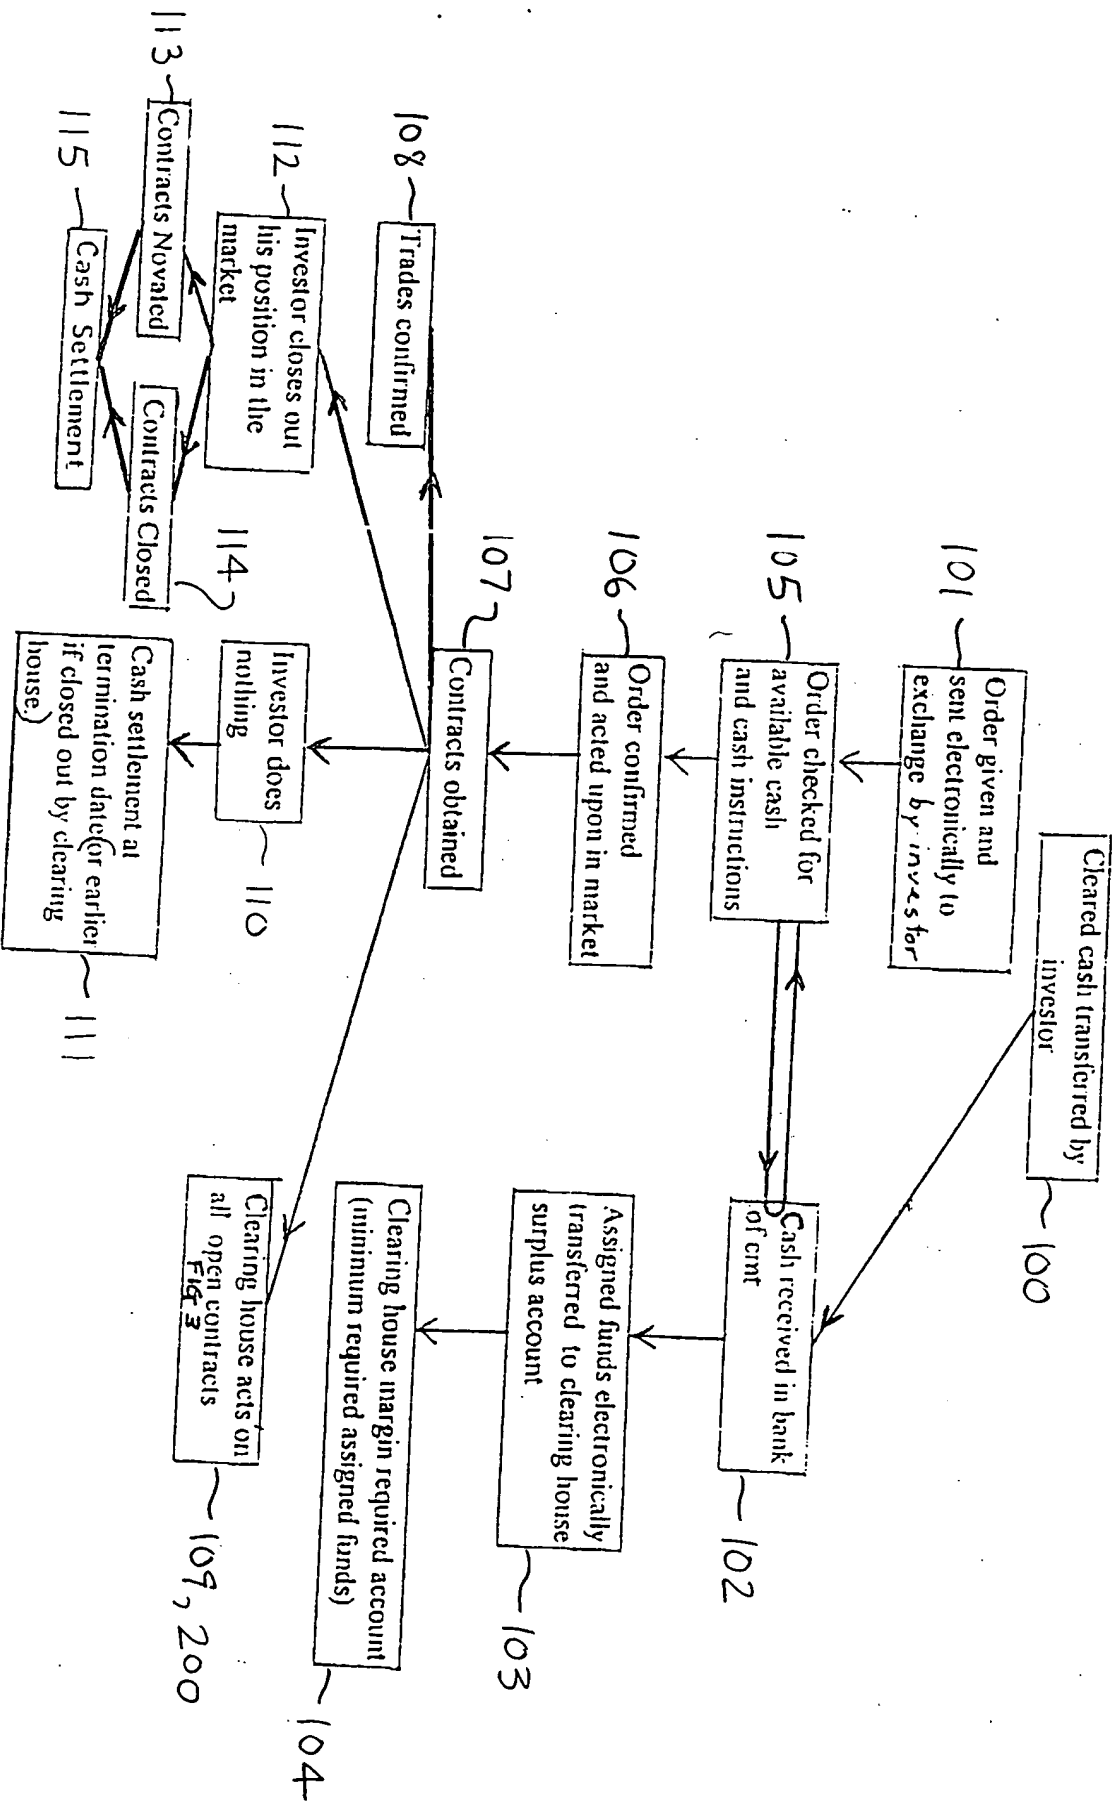 Cleared cash transferred by
investor
100
101
Order given and
sent electronically to
exchange by investor
105
Order checked for
available cash
and cash instructions
Cash received in bank
of cmt
102
106
Order confirmed
and acted upon in market
Assigned funds electronically
transferred to clearing house
surplus account
103
107
Contracts obtained
Clearing house margin required account
(minimum required assigned funds)
104
108
Trades confirmed
112
Investor closes out
his position in the
market
Investor does
nothing
110
Clearing house acts on
all open contracts
FIG 3
109, 200
113
Contracts Novated
Contracts Closed
114
115
Cash Settlement
Cash settlement at
termination date (or earlier
if closed out by clearing
house.)
111